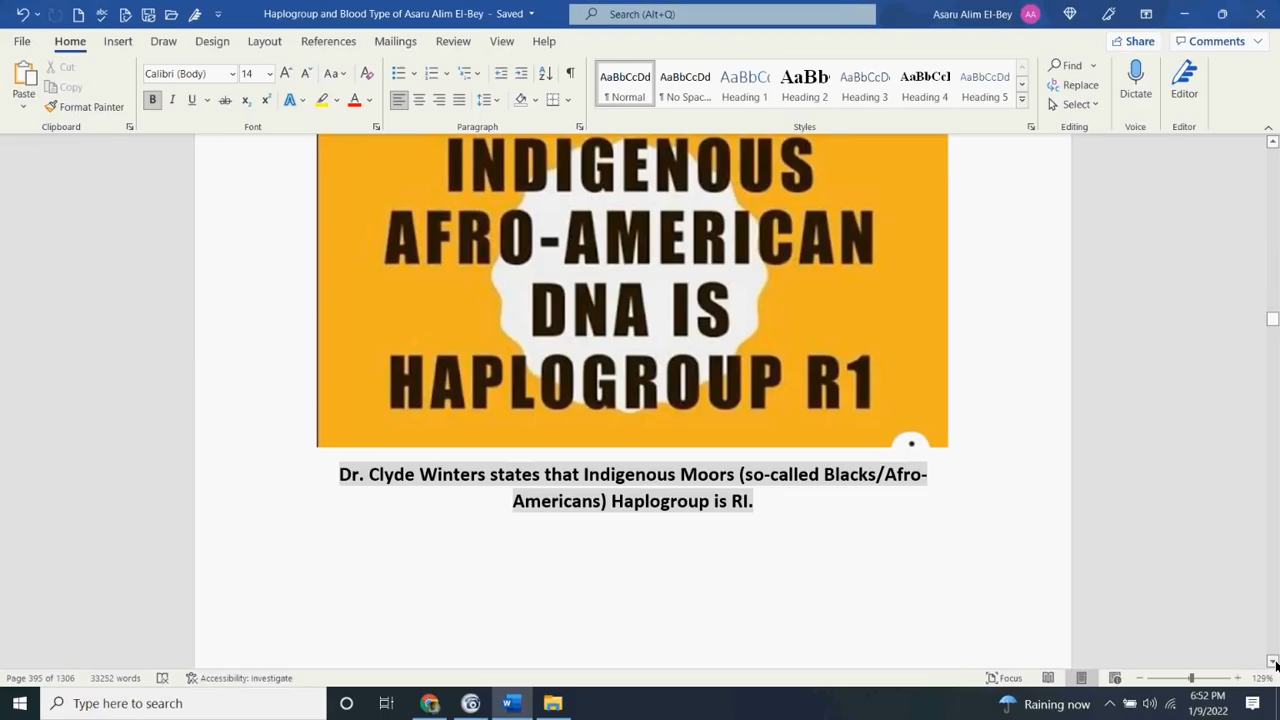 Haplogroup and Blood Type of Asaru Alim El-Bey - Saved
Search (Alt+Q)
Asaru Alim El-Bey
AA
File Home Insert Draw Design Layout References Mailings Review View Help
Share
Comments
Paste
Cut
Copy
Format Painter
Clipboard
Calibri (Body) 14
Font
Paragraph
AaBbCcDd
¶ Normal
AaBbCcDd
¶ No Spac...
AaBbCc
Heading 1
AaBb
Heading 2
AaBbCcDd
Heading 3
AaBbCcI
Heading 4
AaBbCcDd
Heading 5
Styles
Find
Replace
Select
Editing
Dictate
Voice
Editor
Editor
INDIGENOUS
AFRO-AMERICAN
DNA IS
HAPLOGROUP R1
Dr. Clyde Winters states that Indigenous Moors (so-called Blacks/Afro-
Americans) Haplogroup is RI.
Page 395 of 1306 33252 words Accessibility: investigate Focus 129%
Type here to search
Raining now
6:52 PM
1/9/2022